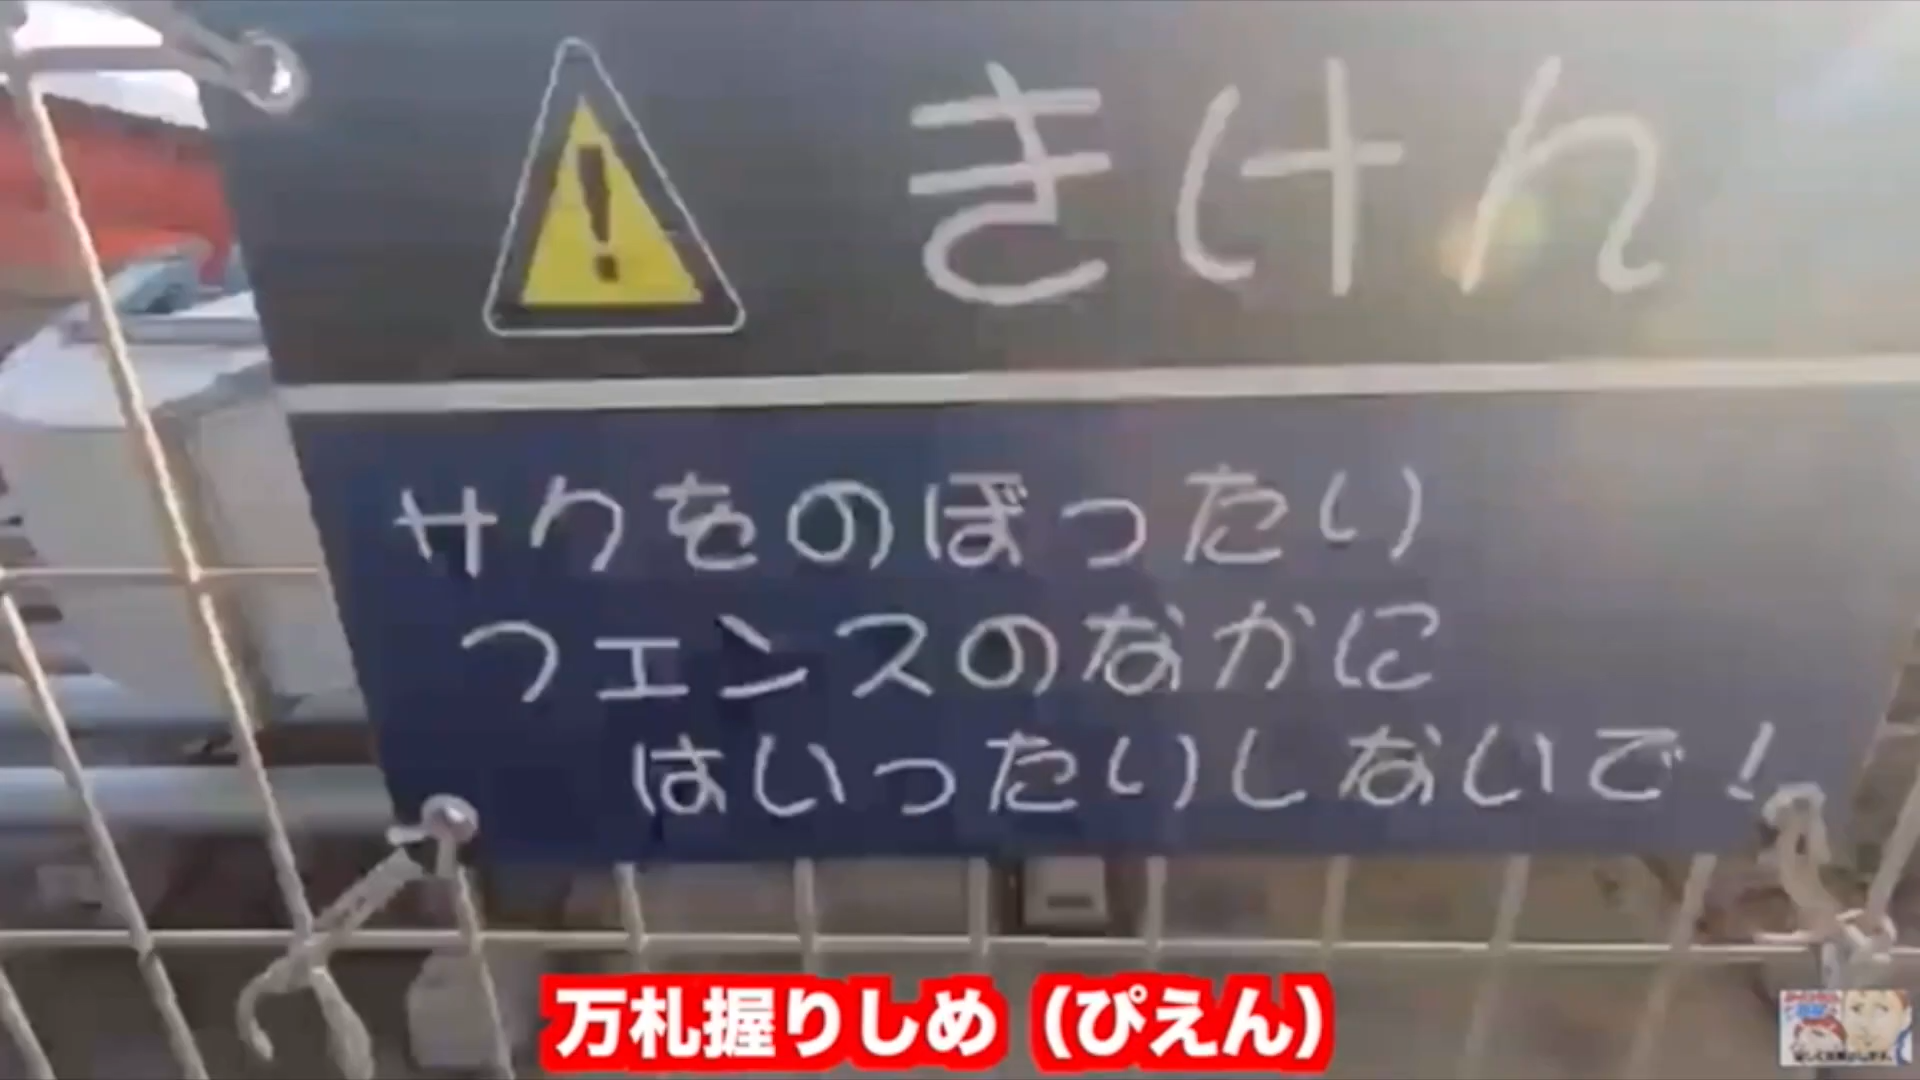 きけん
サクをのぼったり
フェンスのなかに
はいったりしないで!
万札握りしめ（ぴえん）